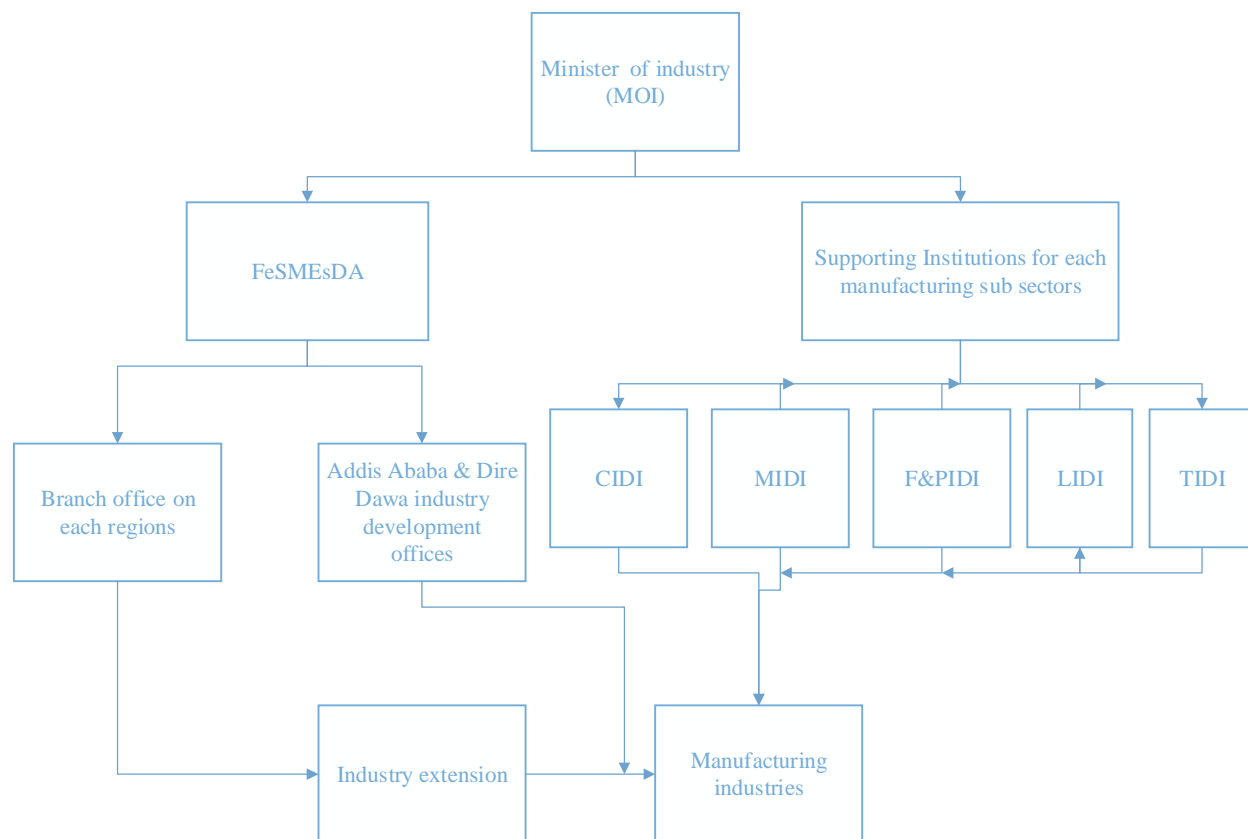 Minister of industry
(MOI)
FeSMEsDA
Supporting Institutions for each
manufacturing sub sectors
Branch office on
each regions
Addis Ababa & Dire
Dawa industry
development
offices
CIDI
MIDI
F&PIDI
LIDI
TIDI
Industry extension
Manufacturing
industries